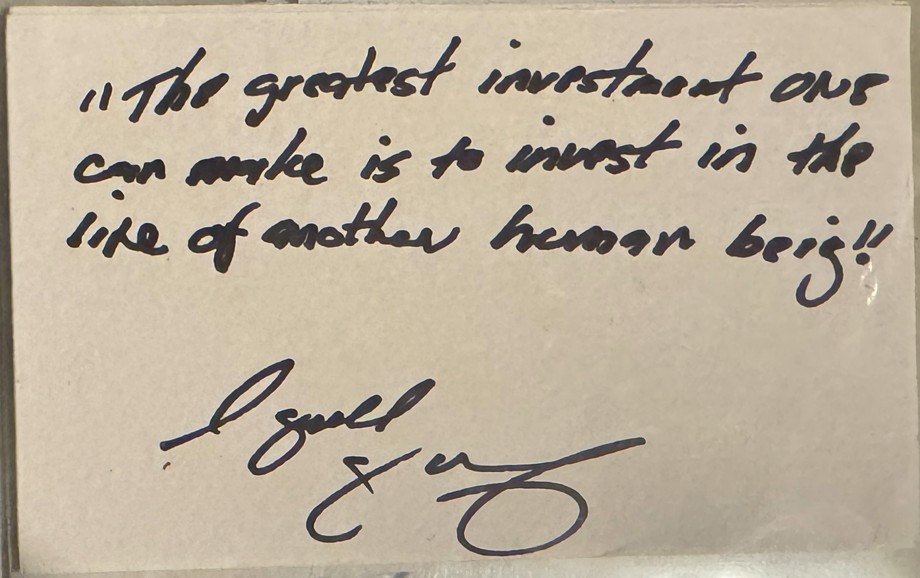 "The greatest investment ONE
can make is to invest in the
life of another human beig!"